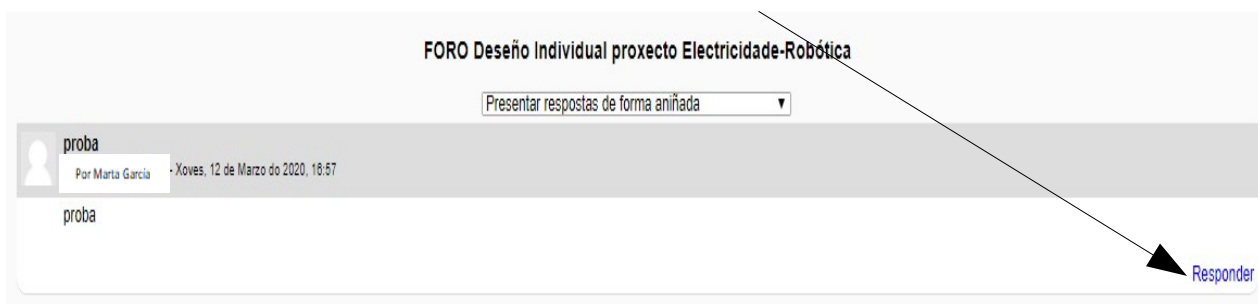 FORO Deseño Individual proxecto Electricidade-Robótica
Presentar respostas de forma aniñada
proba
Por Marta García - Xoves, 12 de Marzo do 2020, 16:57
proba
Responder